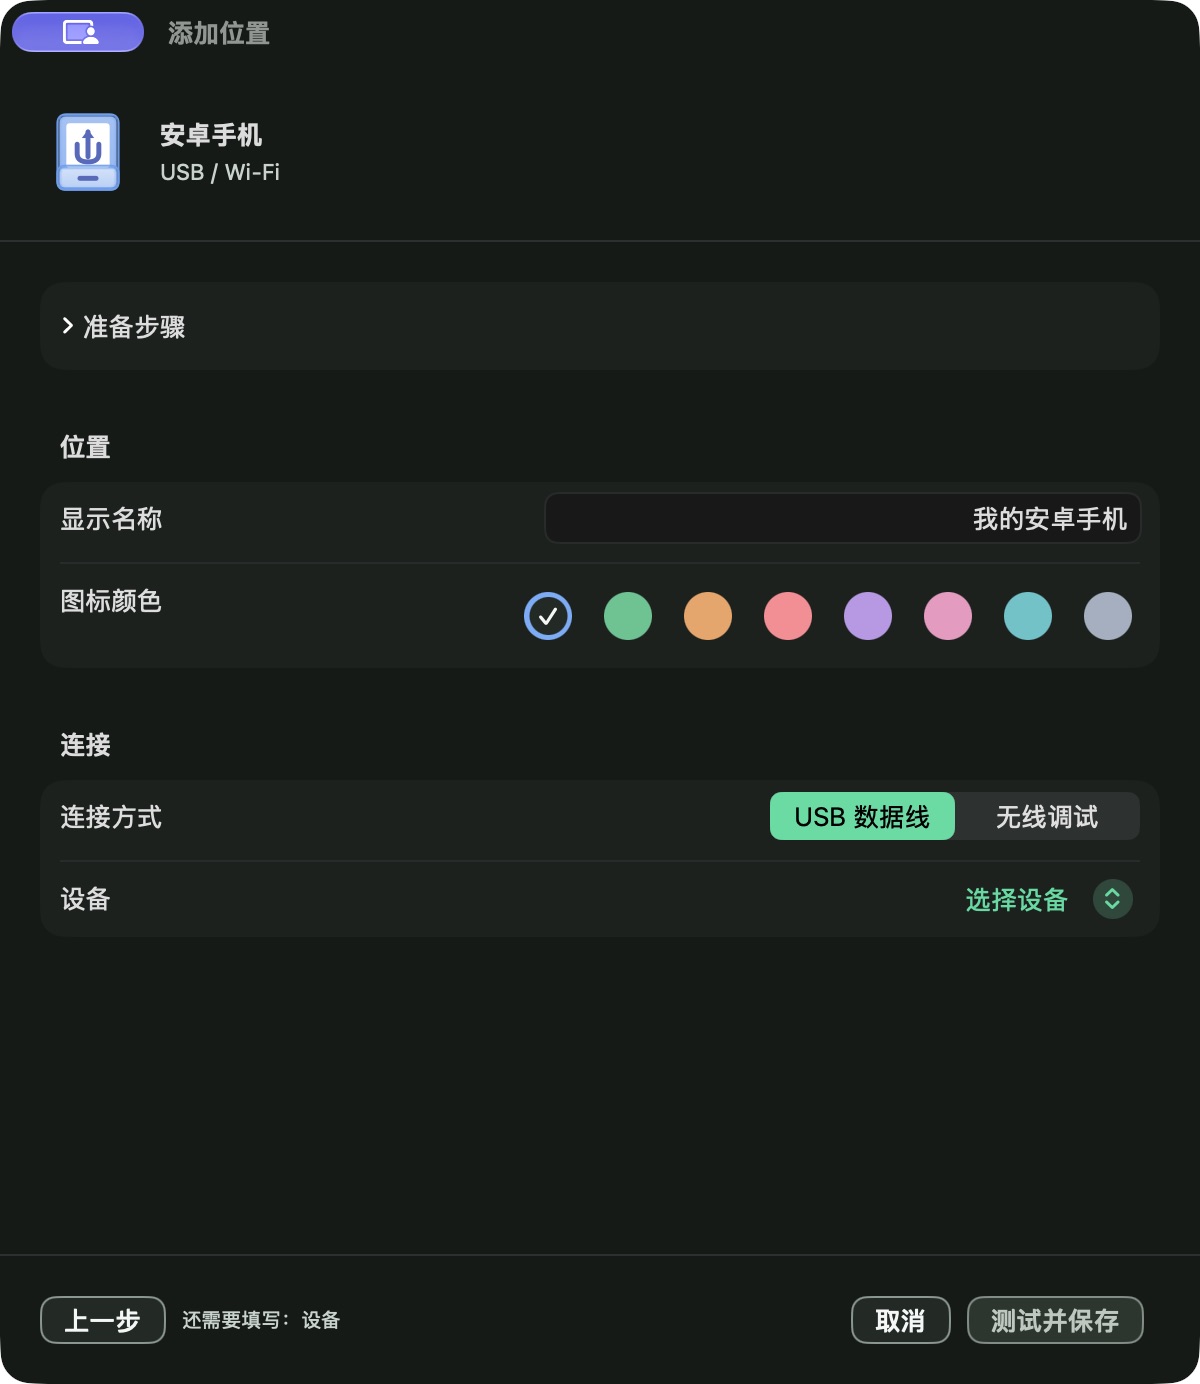 添加位置
安卓手机
USB / Wi-Fi
准备步骤
位置
显示名称 我的安卓手机
图标颜色
连接
连接方式 USB 数据线 无线调试
设备 选择设备
上一步 还需要填写：设备 取消 测试并保存